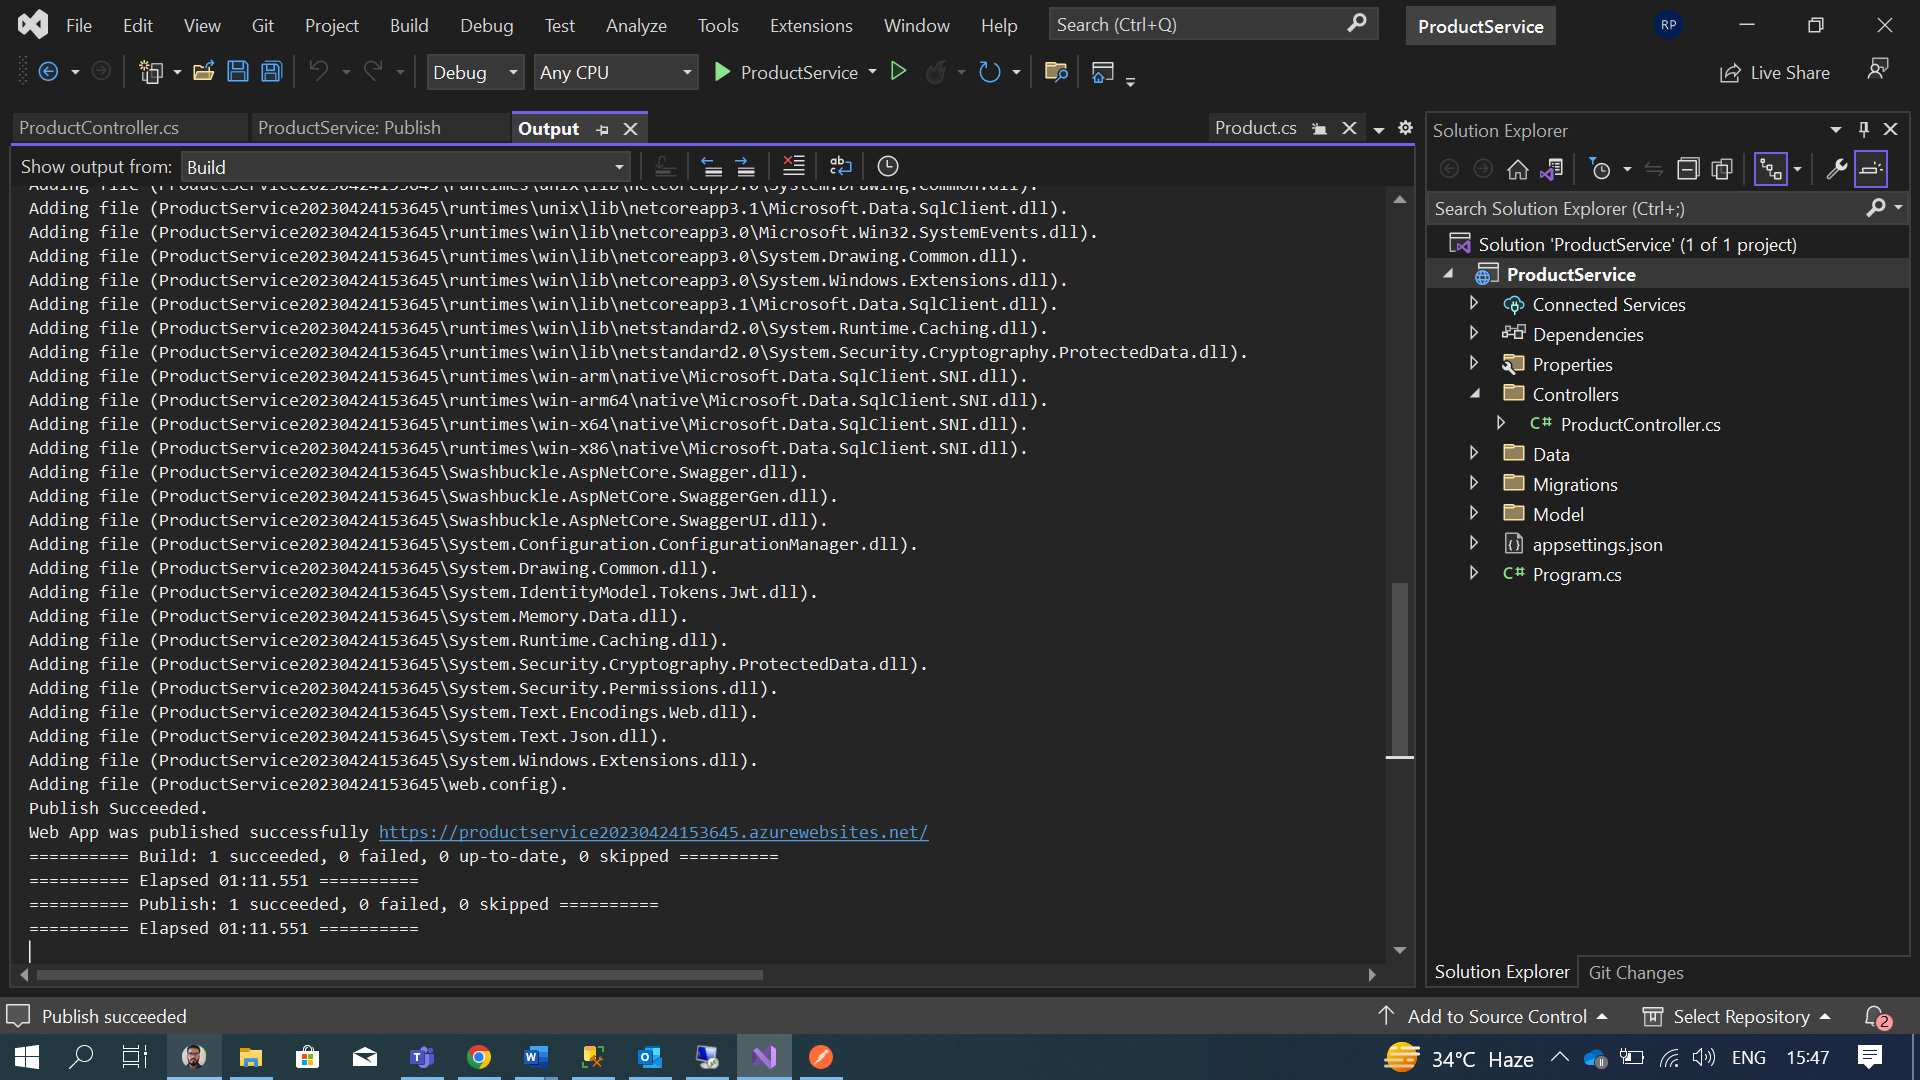 File Edit View Git Project Build Debug Test Analyze Tools Extensions Window Help Search (Ctrl+Q) ProductService RP
Debug Any CPU ProductService Live Share
ProductController.cs ProductService: Publish Output Product.cs
Show output from: Build
Adding file (ProductService20230424153645\runtimes\unix\lib\netcoreapp3.0\System.Drawing.Common.dll).
Adding file (ProductService20230424153645\runtimes\unix\lib\netcoreapp3.1\Microsoft.Data.SqlClient.dll).
Adding file (ProductService20230424153645\runtimes\win\lib\netcoreapp3.0\Microsoft.Win32.SystemEvents.dll).
Adding file (ProductService20230424153645\runtimes\win\lib\netcoreapp3.0\System.Drawing.Common.dll).
Adding file (ProductService20230424153645\runtimes\win\lib\netcoreapp3.0\System.Windows.Extensions.dll).
Adding file (ProductService20230424153645\runtimes\win\lib\netcoreapp3.1\Microsoft.Data.SqlClient.dll).
Adding file (ProductService20230424153645\runtimes\win\lib\netstandard2.0\System.Runtime.Caching.dll).
Adding file (ProductService20230424153645\runtimes\win\lib\netstandard2.0\System.Security.Cryptography.ProtectedData.dll).
Adding file (ProductService20230424153645\runtimes\win-arm\native\Microsoft.Data.SqlClient.SNI.dll).
Adding file (ProductService20230424153645\runtimes\win-arm64\native\Microsoft.Data.SqlClient.SNI.dll).
Adding file (ProductService20230424153645\runtimes\win-x64\native\Microsoft.Data.SqlClient.SNI.dll).
Adding file (ProductService20230424153645\runtimes\win-x86\native\Microsoft.Data.SqlClient.SNI.dll).
Adding file (ProductService20230424153645\Swashbuckle.AspNetCore.Swagger.dll).
Adding file (ProductService20230424153645\Swashbuckle.AspNetCore.SwaggerGen.dll).
Adding file (ProductService20230424153645\Swashbuckle.AspNetCore.SwaggerUI.dll).
Adding file (ProductService20230424153645\System.Configuration.ConfigurationManager.dll).
Adding file (ProductService20230424153645\System.Drawing.Common.dll).
Adding file (ProductService20230424153645\System.IdentityModel.Tokens.Jwt.dll).
Adding file (ProductService20230424153645\System.Memory.Data.dll).
Adding file (ProductService20230424153645\System.Runtime.Caching.dll).
Adding file (ProductService20230424153645\System.Security.Cryptography.ProtectedData.dll).
Adding file (ProductService20230424153645\System.Security.Permissions.dll).
Adding file (ProductService20230424153645\System.Text.Encodings.Web.dll).
Adding file (ProductService20230424153645\System.Text.Json.dll).
Adding file (ProductService20230424153645\System.Windows.Extensions.dll).
Adding file (ProductService20230424153645\web.config).
Publish Succeeded.
Web App was published successfully https://productservice20230424153645.azurewebsites.net/
========== Build: 1 succeeded, 0 failed, 0 up-to-date, 0 skipped ==========
========== Elapsed 01:11.551 ==========
========== Publish: 1 succeeded, 0 failed, 0 skipped ==========
========== Elapsed 01:11.551 ==========
Solution Explorer
Search Solution Explorer (Ctrl+;)
Solution 'ProductService' (1 of 1 project)
ProductService
Connected Services
Dependencies
Properties
Controllers
C# ProductController.cs
Data
Migrations
Model
appsettings.json
C# Program.cs
Solution Explorer Git Changes
Publish succeeded Add to Source Control Select Repository 2
34°C Haze ENG 15:47